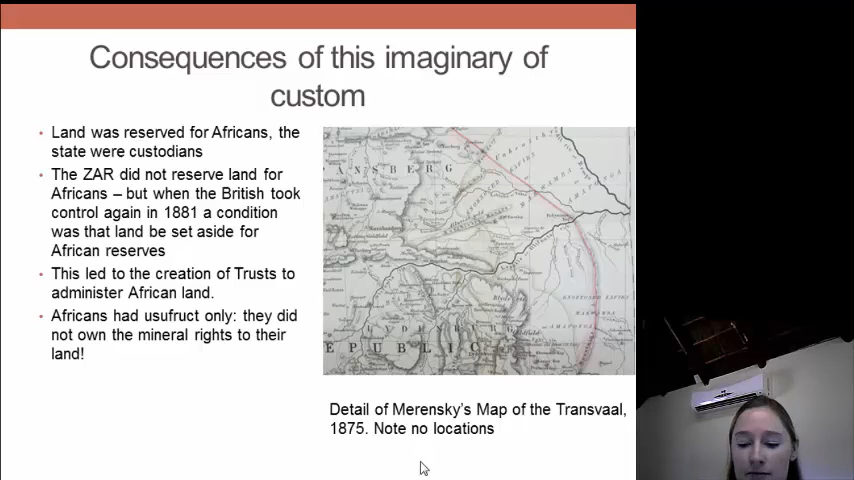 Consequences of this imaginary of
custom
• Land was reserved for Africans, the
state were custodians
• The ZAR did not reserve land for
Africans – but when the British took
control again in 1881 a condition
was that land be set aside for
African reserves
• This led to the creation of Trusts to
administer African land.
• Africans had usufruct only: they did
not own the mineral rights to their
land!
ANSBERG
LYDENBURG
EPUBLIC
Detail of Merensky's Map of the Transvaal,
1875. Note no locations